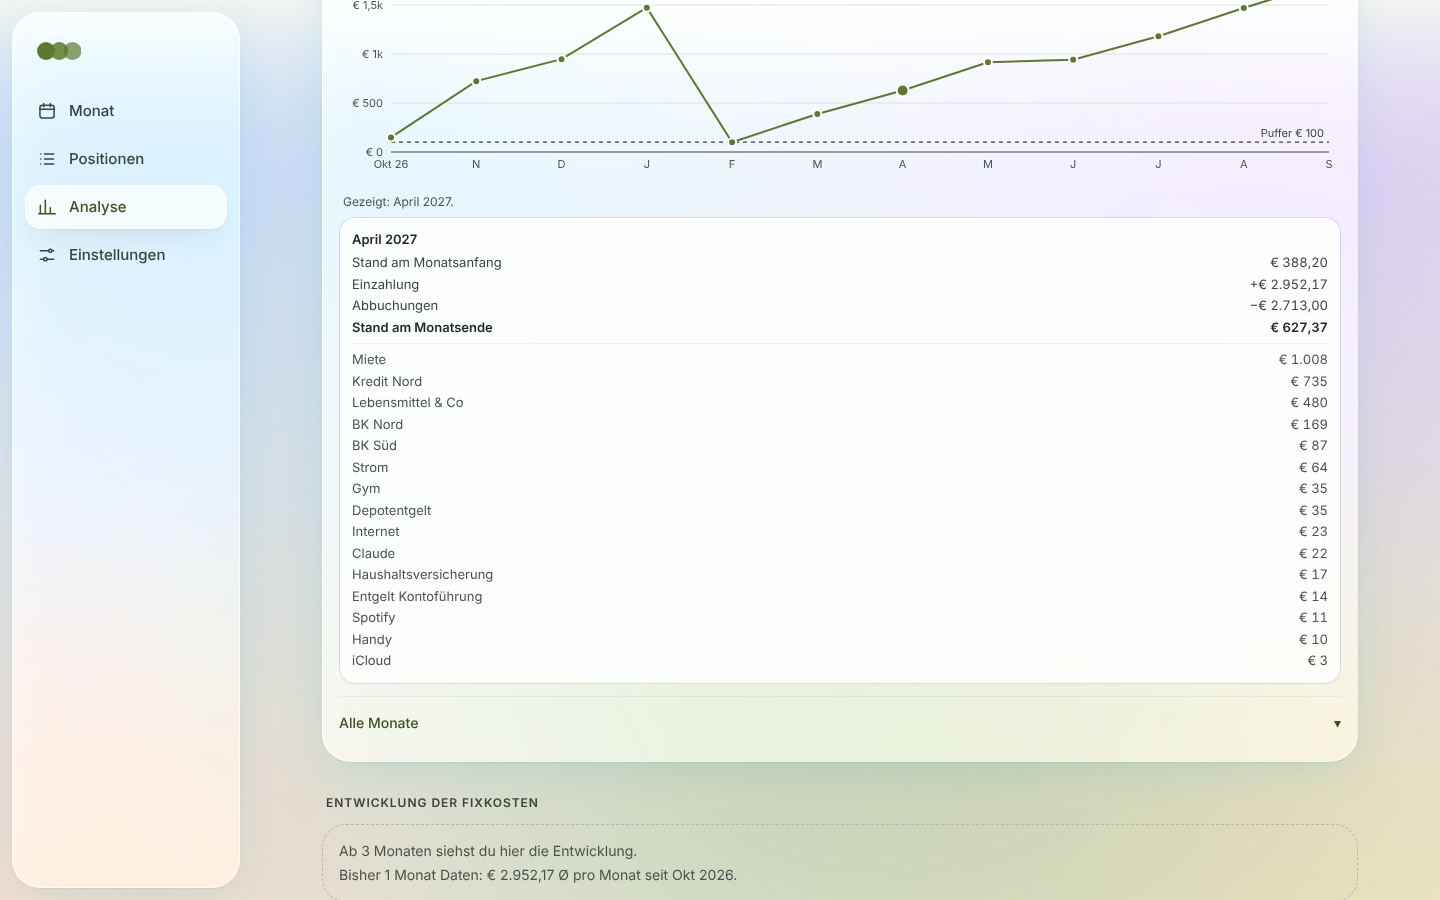 Monat
Positionen
Analyse
Einstellungen
€ 1,5k
€ 1k
€ 500
€ 0
Puffer € 100
Okt 26 N D J F M A M J J A S
Gezeigt: April 2027.
April 2027
Stand am Monatsanfang € 388,20
Einzahlung +€ 2.952,17
Abbuchungen −€ 2.713,00
Stand am Monatsende € 627,37
Miete € 1.008
Kredit Nord € 735
Lebensmittel & Co € 480
BK Nord € 169
BK Süd € 87
Strom € 64
Gym € 35
Depotentgelt € 35
Internet € 23
Claude € 22
Haushaltsversicherung € 17
Entgelt Kontoführung € 14
Spotify € 11
Handy € 10
iCloud € 3
Alle Monate
ENTWICKLUNG DER FIXKOSTEN
Ab 3 Monaten siehst du hier die Entwicklung.
Bisher 1 Monat Daten: € 2.952,17 Ø pro Monat seit Okt 2026.